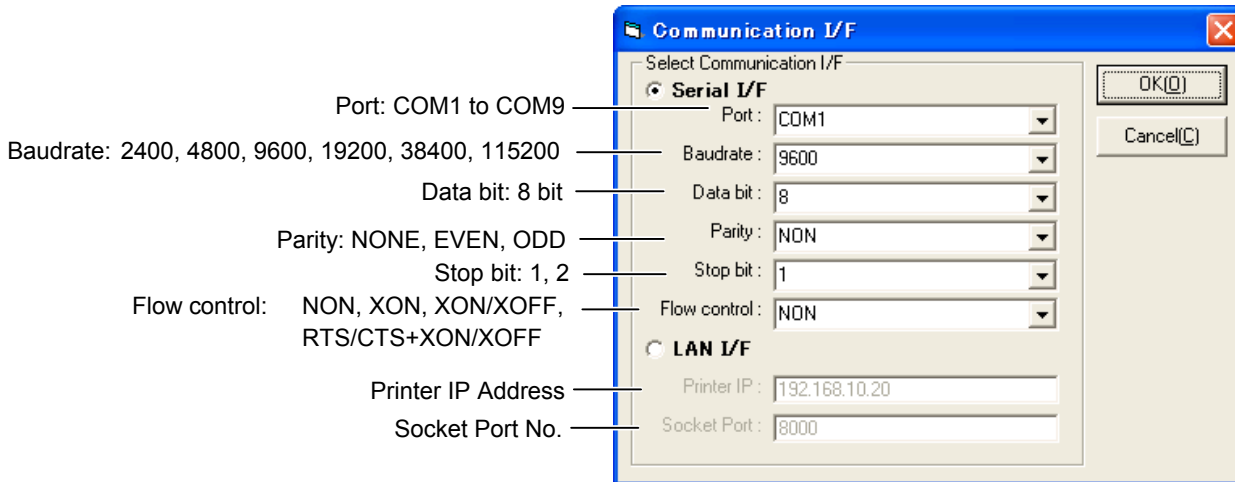 Communication I/F
Select Communication I/F
OK(O)
Serial I/F
Port: COM1 to COM9
Port :
COM1
Cancel(C)
Baudrate: 2400, 4800, 9600, 19200, 38400, 115200
Baudrate :
9600
Data bit: 8 bit
Data bit :
8
Parity: NONE, EVEN, ODD
Parity :
NON
Stop bit: 1, 2
Stop bit :
1
Flow control: NON, XON, XON/XOFF,
RTS/CTS+XON/XOFF
Flow control :
NON
LAN I/F
Printer IP Address
Printer IP :
192.168.10.20
Socket Port No.
Socket Port :
8000